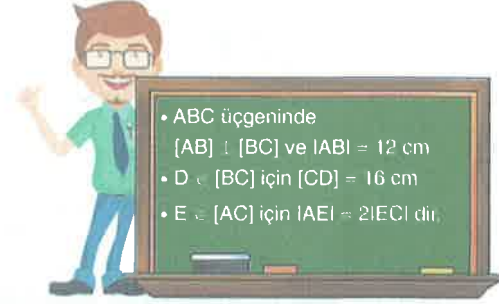 • ABC üçgeninde
[AB] ⊥ [BC] ve |AB| = 12 cm
• D ∈ [BC] için [CD] = 16 cm
• E ∈ [AC] için |AE| = 2|EC| dir.